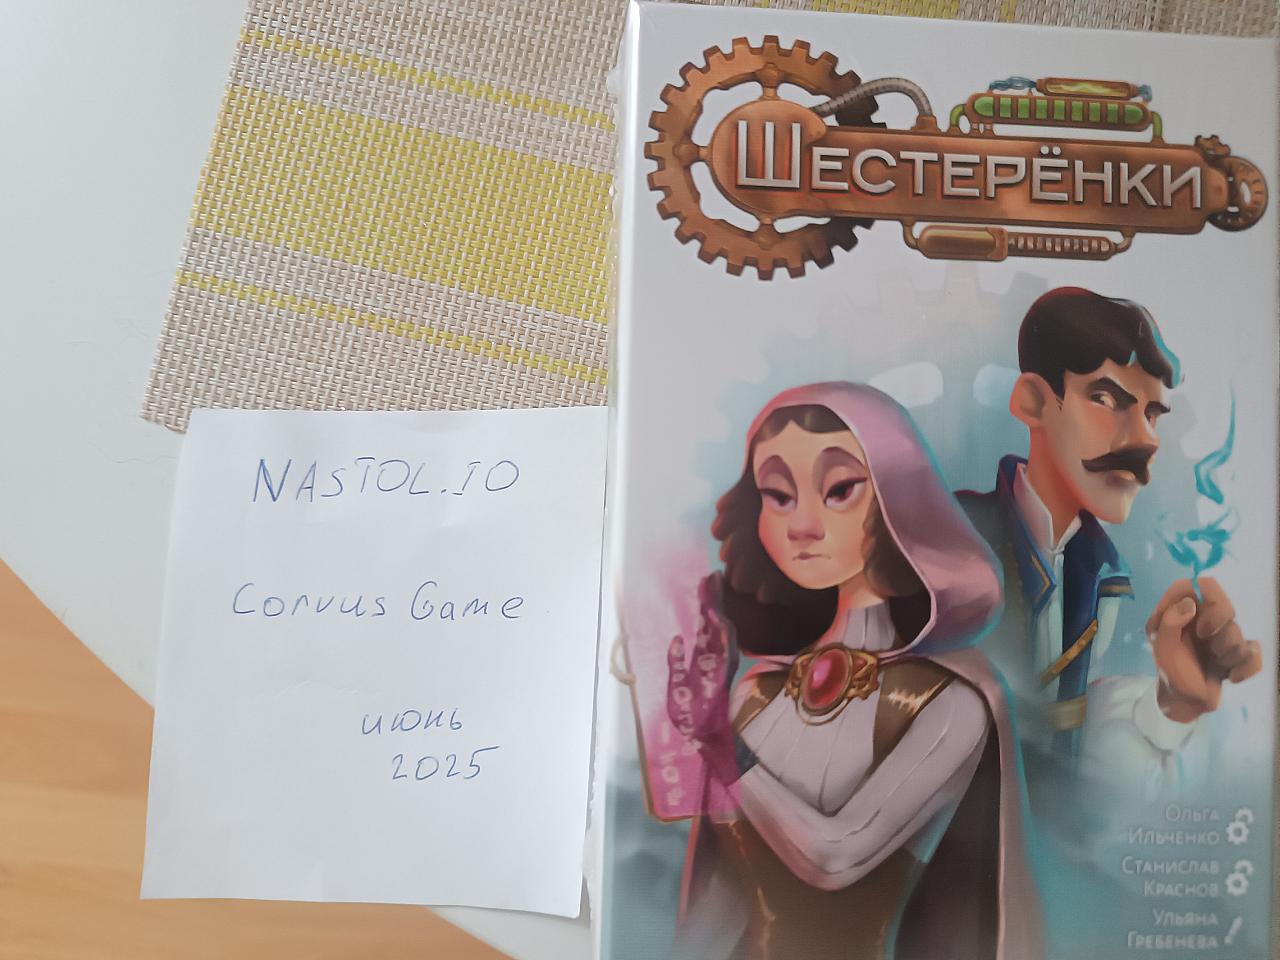 NASTOL.IO
Corvus Game
июнь
2025
ШЕСТЕРЁНКИ
Ольга
Ильченко
Станислав
Краснов
Ульяна
Гребенева